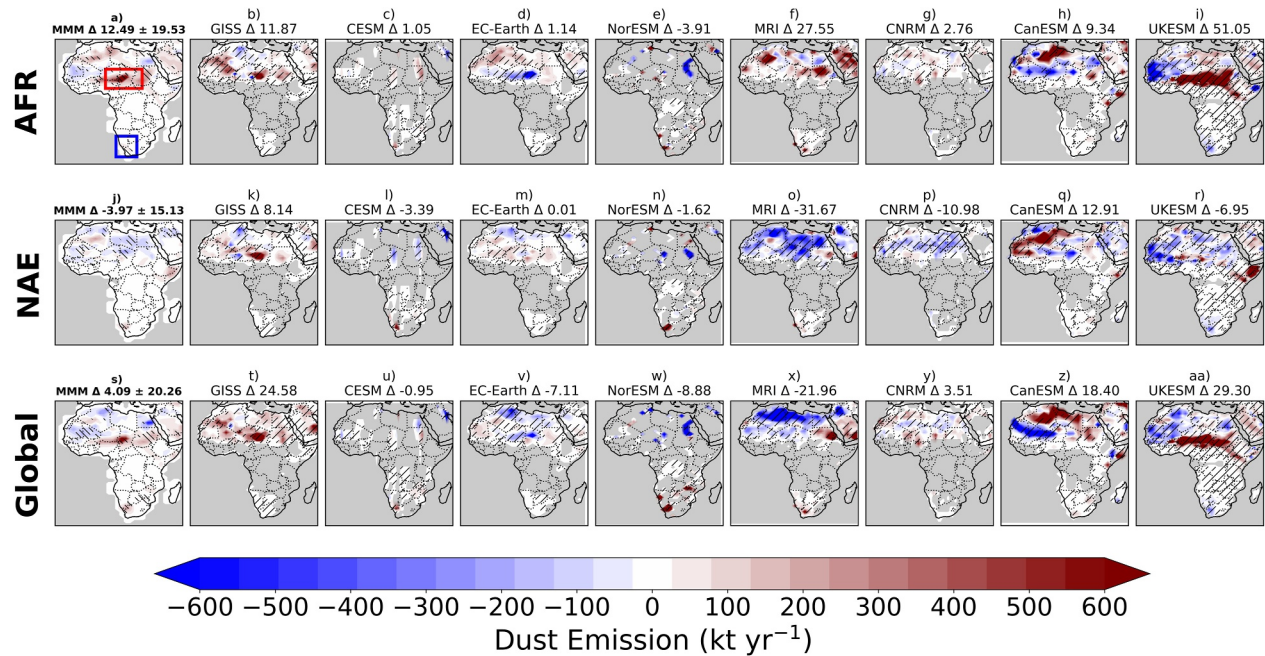 a)
MMM Δ 12.49 ± 19.53
b)
GISS Δ 11.87
c)
CESM Δ 1.05
d)
EC-Earth Δ 1.14
e)
NorESM Δ -3.91
f)
MRI Δ 27.55
g)
CNRM Δ 2.76
h)
CanESM Δ 9.34
i)
UKESM Δ 51.05
AFR
j)
MMM Δ -3.97 ± 15.13
k)
GISS Δ 8.14
l)
CESM Δ -3.39
m)
EC-Earth Δ 0.01
n)
NorESM Δ -1.62
o)
MRI Δ -31.67
p)
CNRM Δ -10.98
q)
CanESM Δ 12.91
r)
UKESM Δ -6.95
NAE
s)
MMM Δ 4.09 ± 20.26
t)
GISS Δ 24.58
u)
CESM Δ -0.95
v)
EC-Earth Δ -7.11
w)
NorESM Δ -8.88
x)
MRI Δ -21.96
y)
CNRM Δ 3.51
z)
CanESM Δ 18.40
aa)
UKESM Δ 29.30
Global
−600 −500 −400 −300 −200 −100 0 100 200 300 400 500 600
Dust Emission (kt yr⁻¹)